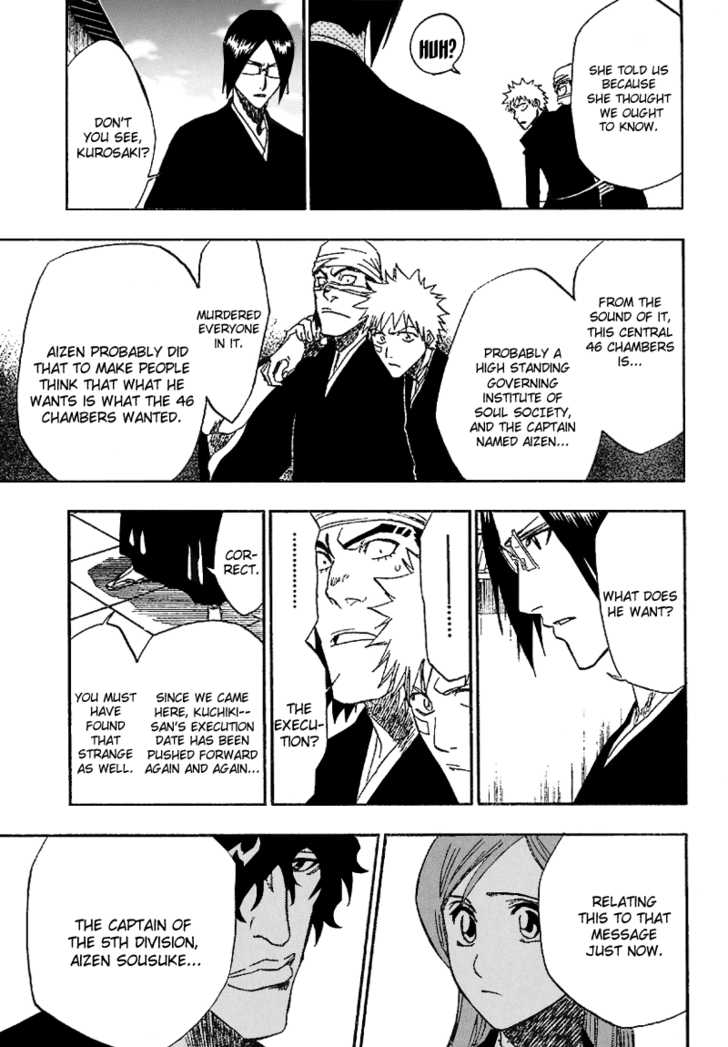 SHE TOLD US
BECAUSE
SHE THOUGHT
WE OUGHT
TO KNOW.
HUH?
DON'T
YOU SEE,
KUROSAKI?
FROM THE
SOUND OF IT,
THIS CENTRAL
46 CHAMBERS
IS...
PROBABLY A
HIGH STANDING
GOVERNING
INSTITUTE OF
SOUL SOCIETY,
AND THE CAPTAIN
NAMED AIZEN...
MURDERED
EVERYONE
IN IT.
AIZEN PROBABLY DID
THAT TO MAKE PEOPLE
THINK THAT WHAT HE
WANTS IS WHAT THE 46
CHAMBERS WANTED.
WHAT DOES
HE WANT?
THE
EXECU-
TION?
COR-
RECT.
SINCE WE CAME
HERE, KUCHIKI--
SAN'S EXECUTION
DATE HAS BEEN
PUSHED FORWARD
AGAIN AND AGAIN...
YOU MUST
HAVE
FOUND
THAT
STRANGE
AS WELL.
RELATING
THIS TO THAT
MESSAGE
JUST NOW.
THE CAPTAIN OF
THE 5TH DIVISION,
AIZEN SOUSUKE...